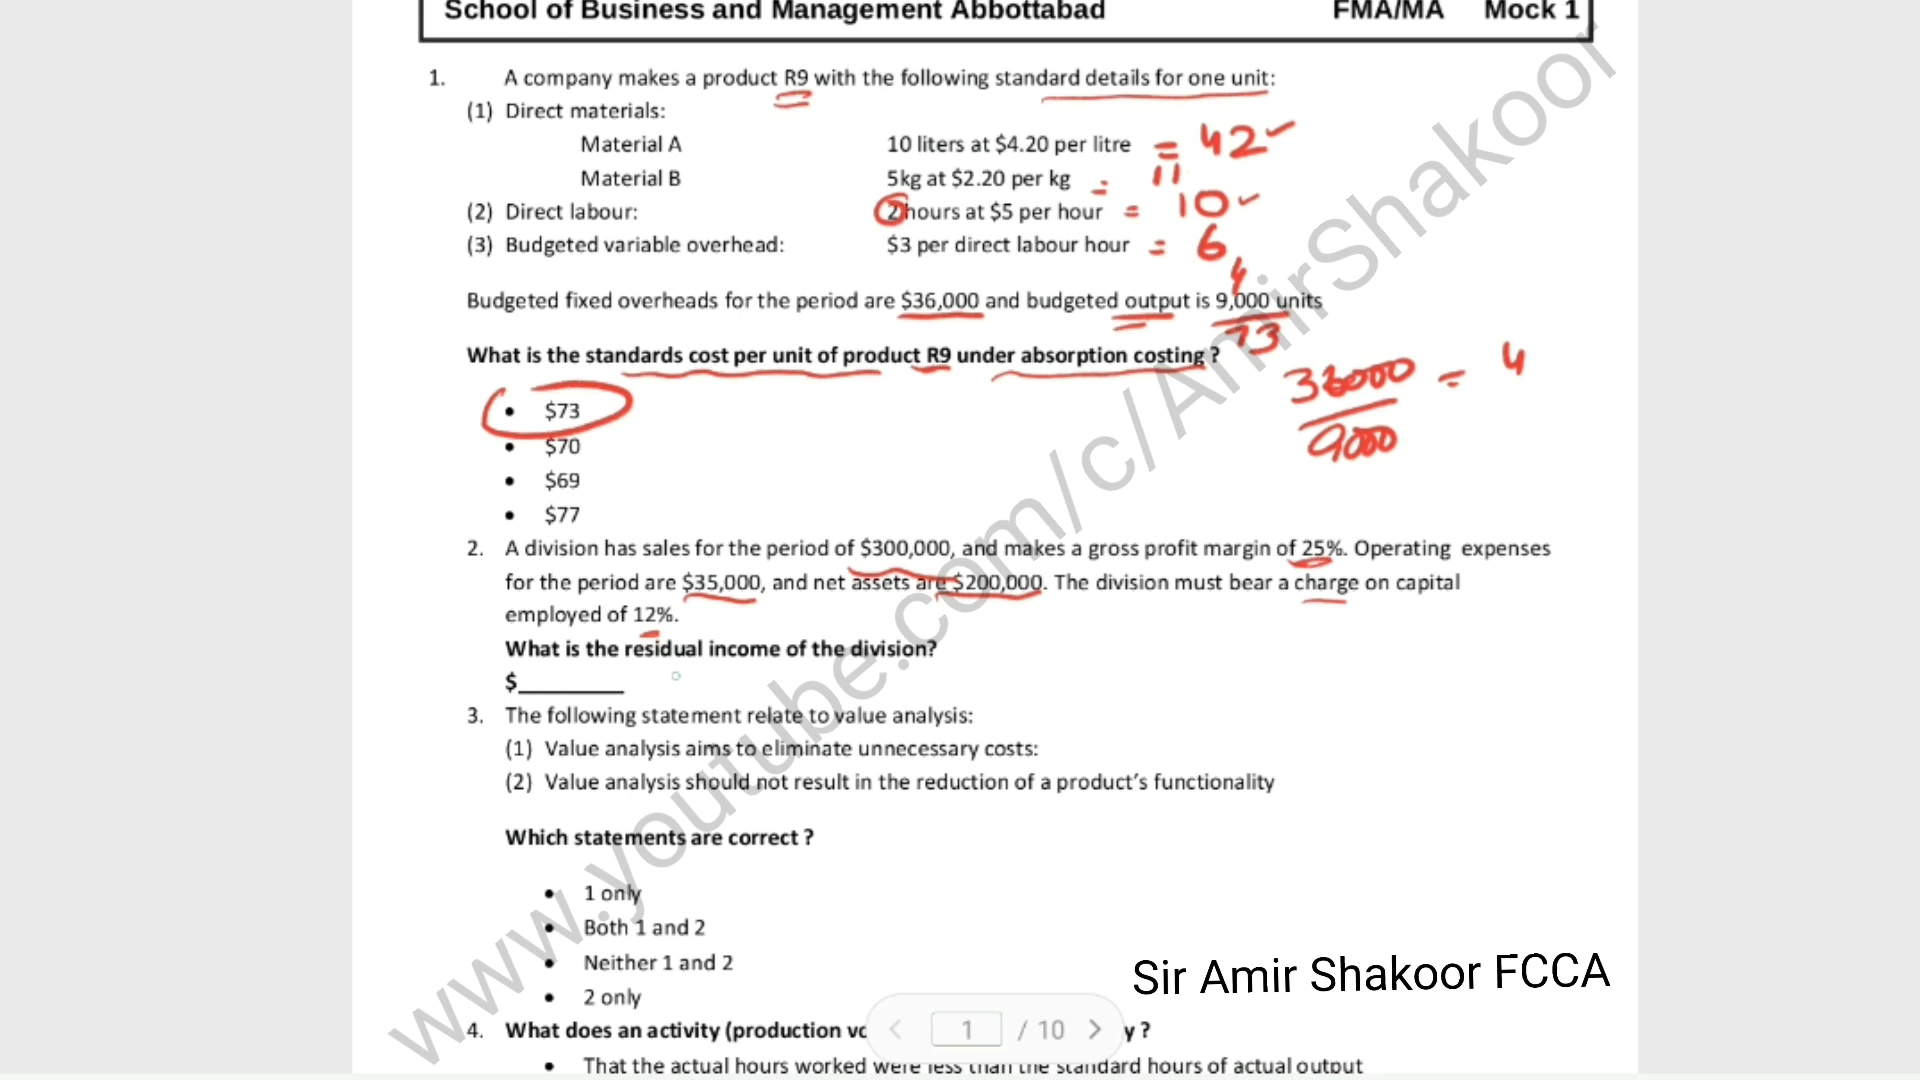 School of Business and Management Abbottabad FMA/MA Mock 1
1. A company makes a product R9 with the following standard details for one unit:
(1) Direct materials:
Material A 10 liters at $4.20 per litre = 42
Material B 5kg at $2.20 per kg = 11
(2) Direct labour: 2 hours at $5 per hour = 10
(3) Budgeted variable overhead: $3 per direct labour hour = 6
4
Budgeted fixed overheads for the period are $36,000 and budgeted output is 9,000 units
73
What is the standards cost per unit of product R9 under absorption costing ?
36000 = 4
9000
• $73
• $70
• $69
• $77
2. A division has sales for the period of $300,000, and makes a gross profit margin of 25%. Operating expenses
for the period are $35,000, and net assets are $200,000. The division must bear a charge on capital
employed of 12%.
What is the residual income of the division?
$________
3. The following statement relate to value analysis:
(1) Value analysis aims to eliminate unnecessary costs:
(2) Value analysis should not result in the reduction of a product's functionality
Which statements are correct ?
• 1 only
• Both 1 and 2
• Neither 1 and 2
• 2 only
Sir Amir Shakoor FCCA
4. What does an activity (production y ?
1 / 10
• That the actual hours worked were less than the standard hours of actual output
www.youtube.com/c/AmirShakoor